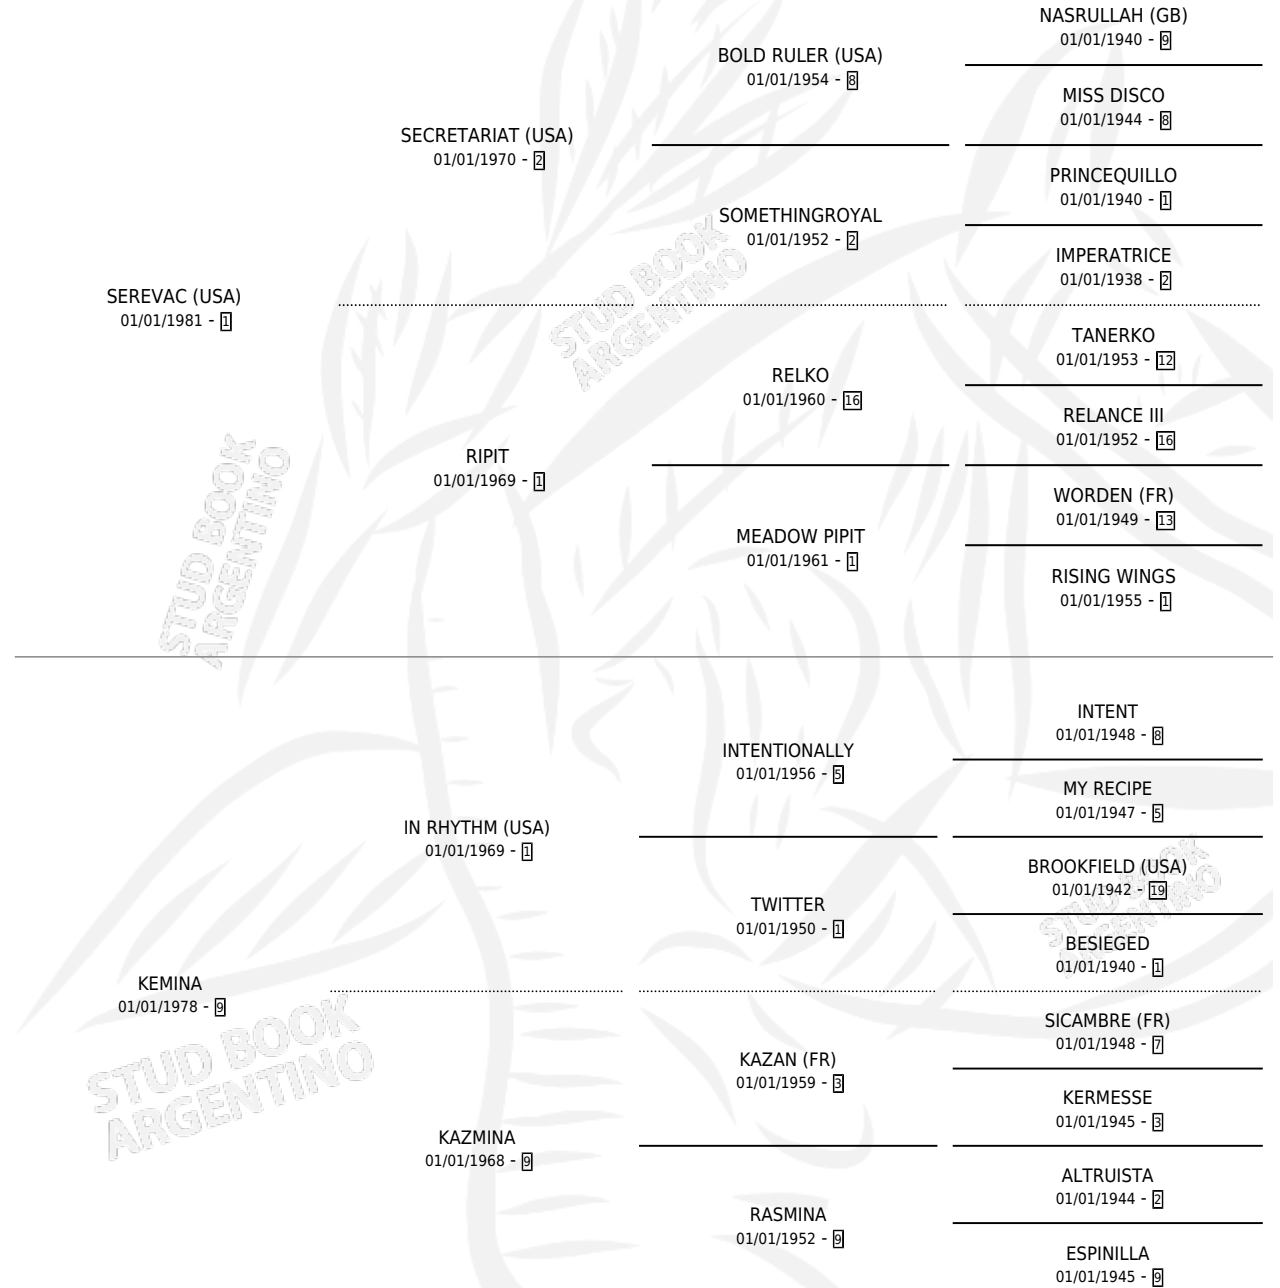 NASRULLAH (GB)
01/01/1940 - 9
BOLD RULER (USA)
01/01/1954 - 8
MISS DISCO
01/01/1944 - 8
SECRETARIAT (USA)
01/01/1970 - 2
PRINCEQUILLO
01/01/1940 - 1
SOMETHINGROYAL
01/01/1952 - 2
IMPERATRICE
01/01/1938 - 2
SEREVAC (USA)
01/01/1981 - 1
TANERKO
01/01/1953 - 12
RELKO
01/01/1960 - 16
RELANCE III
01/01/1952 - 16
RIPIT
01/01/1969 - 1
WORDEN (FR)
01/01/1949 - 13
MEADOW PIPIT
01/01/1961 - 1
RISING WINGS
01/01/1955 - 1
INTENT
01/01/1948 - 8
INTENTIONALLY
01/01/1956 - 5
MY RECIPE
01/01/1947 - 5
IN RHYTHM (USA)
01/01/1969 - 1
BROOKFIELD (USA)
01/01/1942 - 19
TWITTER
01/01/1950 - 1
BESIEGED
01/01/1940 - 1
KEMINA
01/01/1978 - 9
SICAMBRE (FR)
01/01/1948 - 7
KAZAN (FR)
01/01/1959 - 3
KERMESSE
01/01/1945 - 3
KAZMINA
01/01/1968 - 9
ALTRUISTA
01/01/1944 - 2
RASMINA
01/01/1952 - 9
ESPINILLA
01/01/1945 - 9
STUD BOOK
ARGENTINO
STUD BOOK
ARGENTINO
STUD BOOK
ARGENTINO
STUD BOOK
ARGENTINO